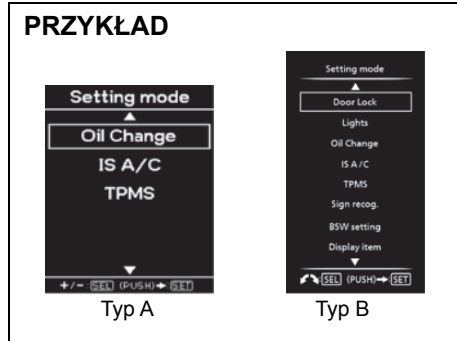 PRZYKŁAD
Setting mode
Oil Change
IS A/C
TPMS
+/- : SEL (PUSH)➔ SET
Typ A
Setting mode
Door Lock
Lights
Oil Change
IS A/C
TPMS
Sign recog.
BSW setting
Display item
: SEL (PUSH)➔ SET
Typ B